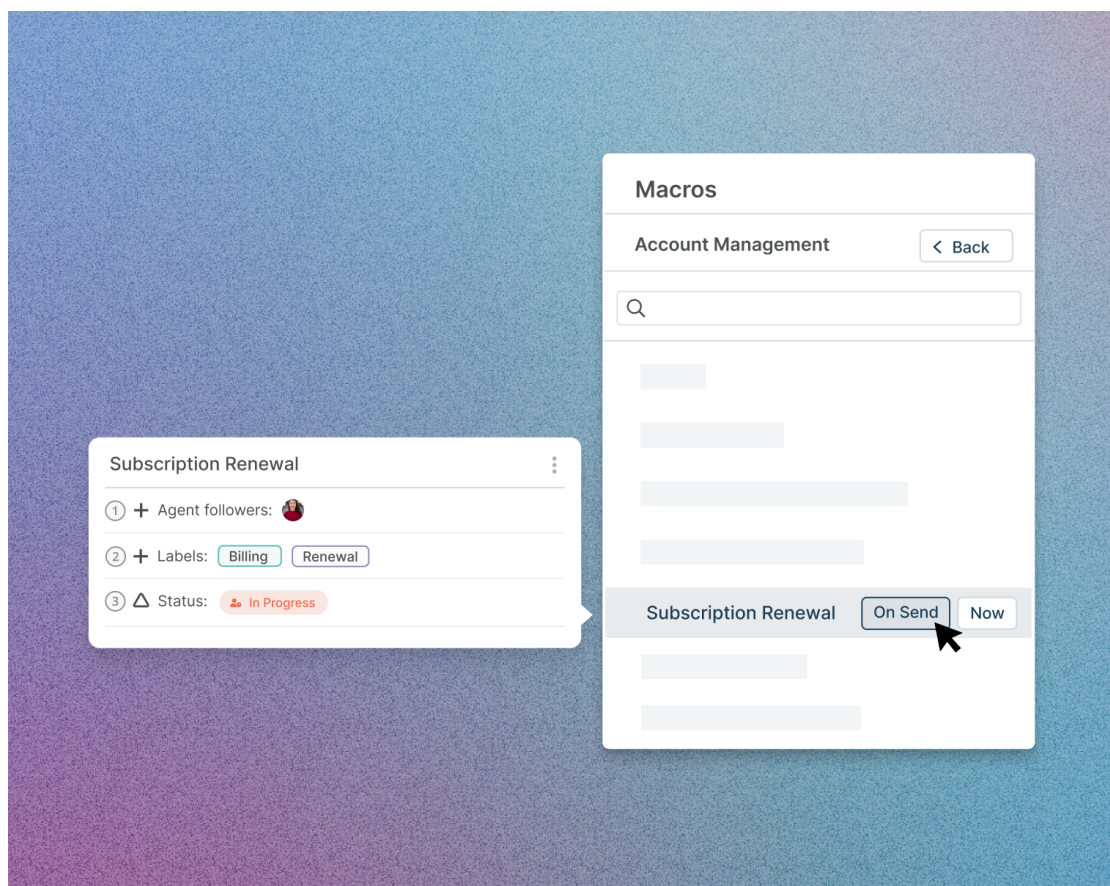 Macros
Account Management
< Back
Subscription Renewal
1 + Agent followers:
2 + Labels: Billing Renewal
3 Status: In Progress
Subscription Renewal On Send Now